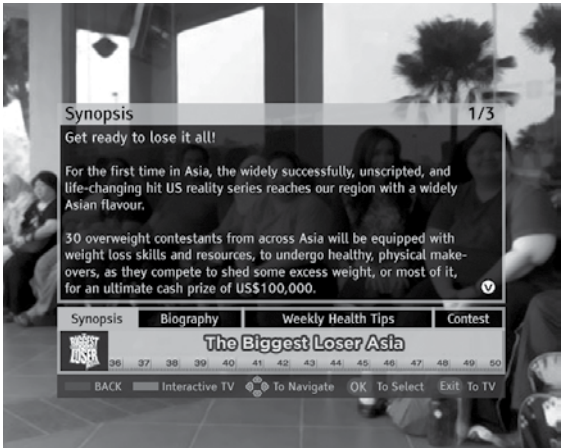 Synopsis 1/3
Get ready to lose it all!
For the first time in Asia, the widely successfully, unscripted, and
life-changing hit US reality series reaches our region with a widely
Asian flavour.
30 overweight contestants from across Asia will be equipped with
weight loss skills and resources, to undergo healthy, physical make-
overs, as they compete to shed some excess weight, or most of it,
for an ultimate cash prize of US$100,000.
Synopsis Biography Weekly Health Tips Contest
BIGGEST
LOSER
The Biggest Loser Asia
36 37 38 39 40 41 42 43 44 45 46 47 48 49 50
BACK Interactive TV To Navigate OK To Select Exit To TV